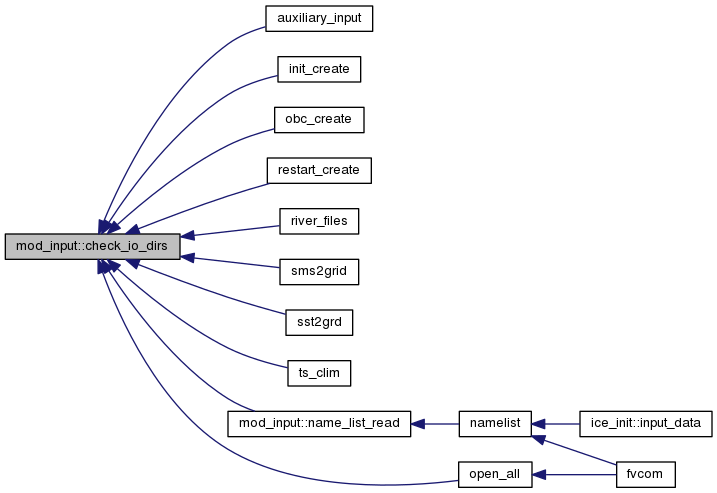 auxiliary_input
init_create
obc_create
restart_create
river_files
mod_input::check_io_dirs
sms2grid
sst2grd
ts_clim
mod_input::name_list_read
namelist
ice_init::input_data
open_all
fvcom